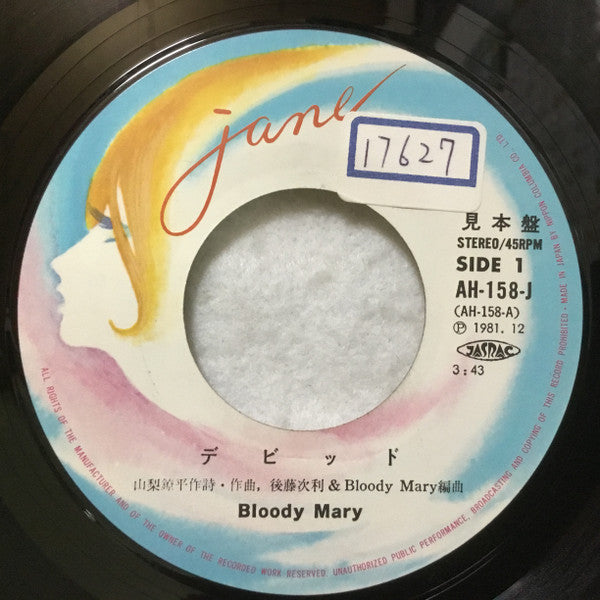 jane
17627
見本盤
STEREO/45RPM
SIDE 1
AH-158-J
(AH-158-A)
Ⓟ 1981. 12
JASRAC
3:43
デビッド
山梨鐐平作詩・作曲, 後藤次利 & Bloody Mary編曲
Bloody Mary
ALL RIGHTS OF THE MANUFACTURER AND OF THE OWNER OF THE RECORDED WORK RESERVED. UNAUTHORIZED PUBLIC PERFORMANCE, BROADCASTING AND COPYING OF THIS RECORD PROHIBITED · MADE IN JAPAN BY NIPPON COLUMBIA CO., LTD.